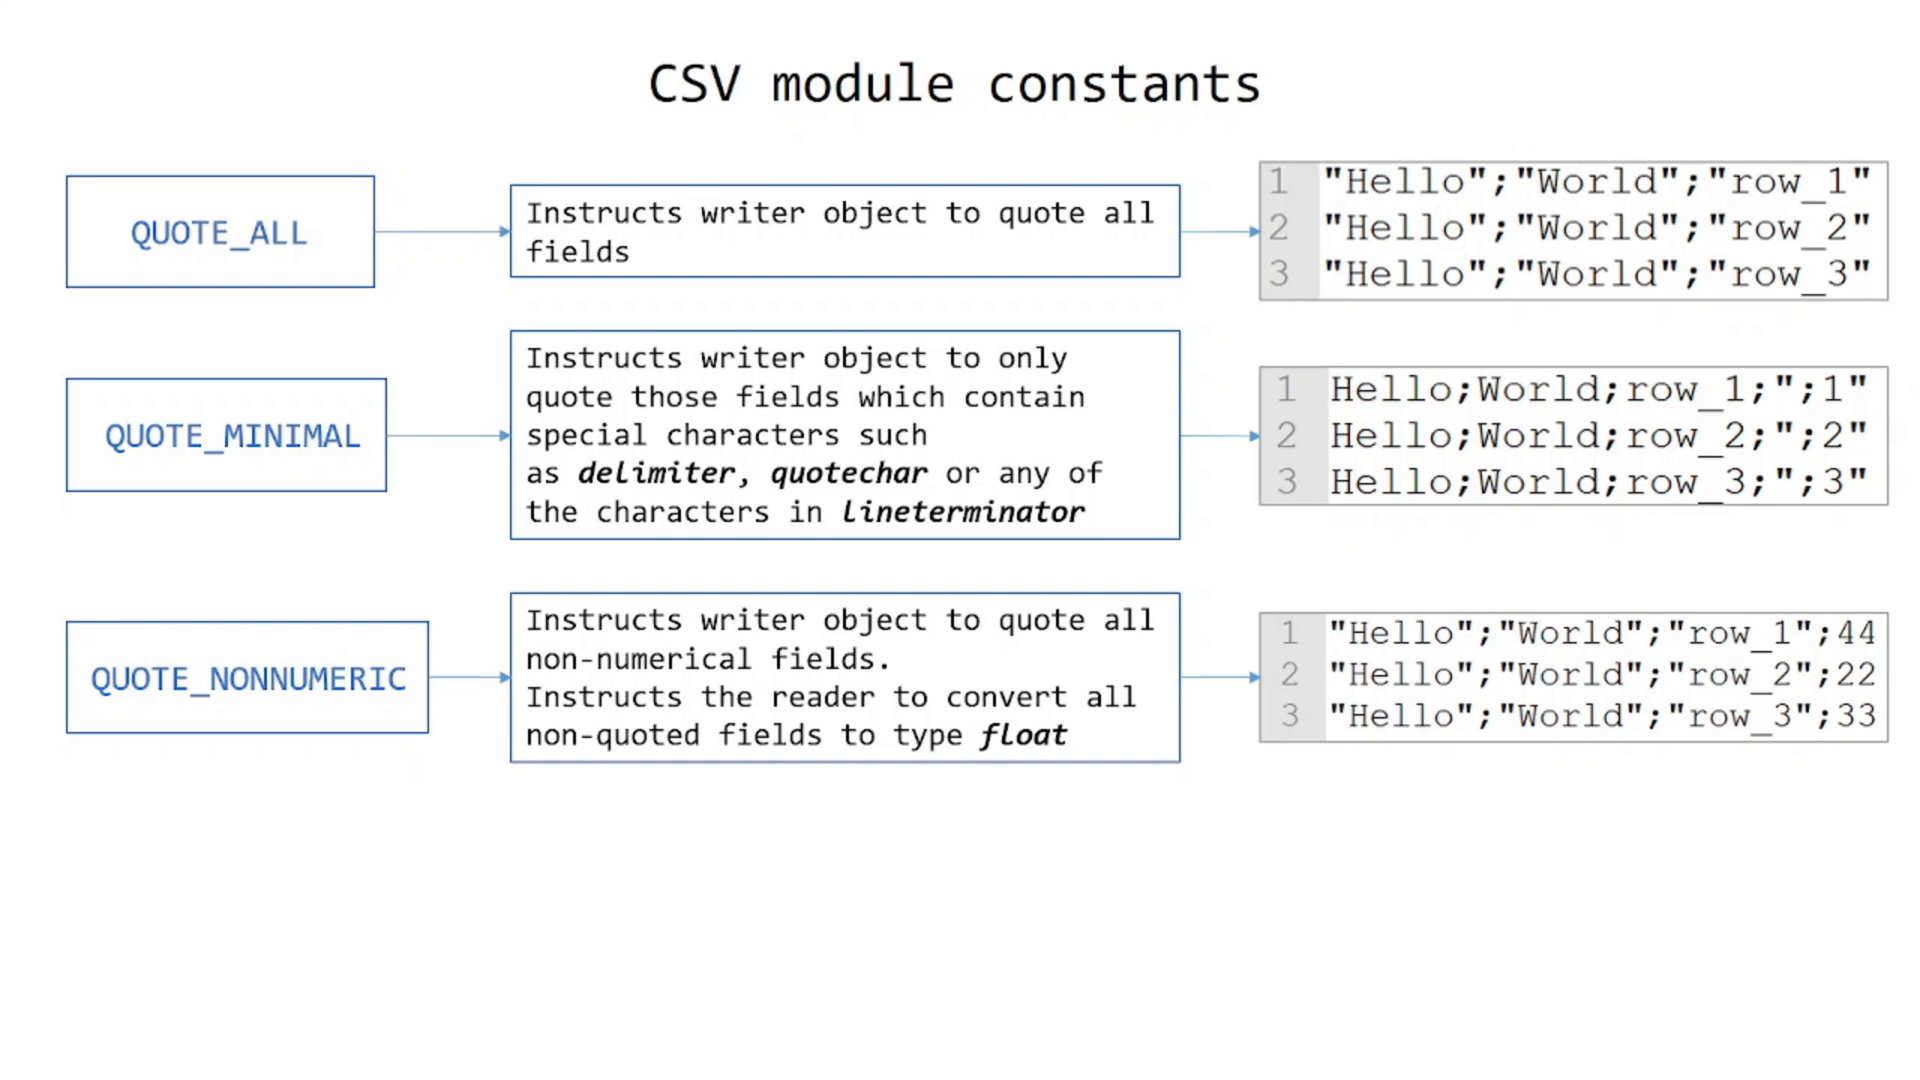 CSV module constants
QUOTE_ALL
Instructs writer object to quote all
fields
1 "Hello";"World";"row_1"
2 "Hello";"World";"row_2"
3 "Hello";"World";"row_3"
QUOTE_MINIMAL
Instructs writer object to only
quote those fields which contain
special characters such
as delimiter, quotechar or any of
the characters in lineterminator
1 Hello;World;row_1;";1"
2 Hello;World;row_2;";2"
3 Hello;World;row_3;";3"
QUOTE_NONNUMERIC
Instructs writer object to quote all
non-numerical fields.
Instructs the reader to convert all
non-quoted fields to type float
1 "Hello";"World";"row_1";44
2 "Hello";"World";"row_2";22
3 "Hello";"World";"row_3";33